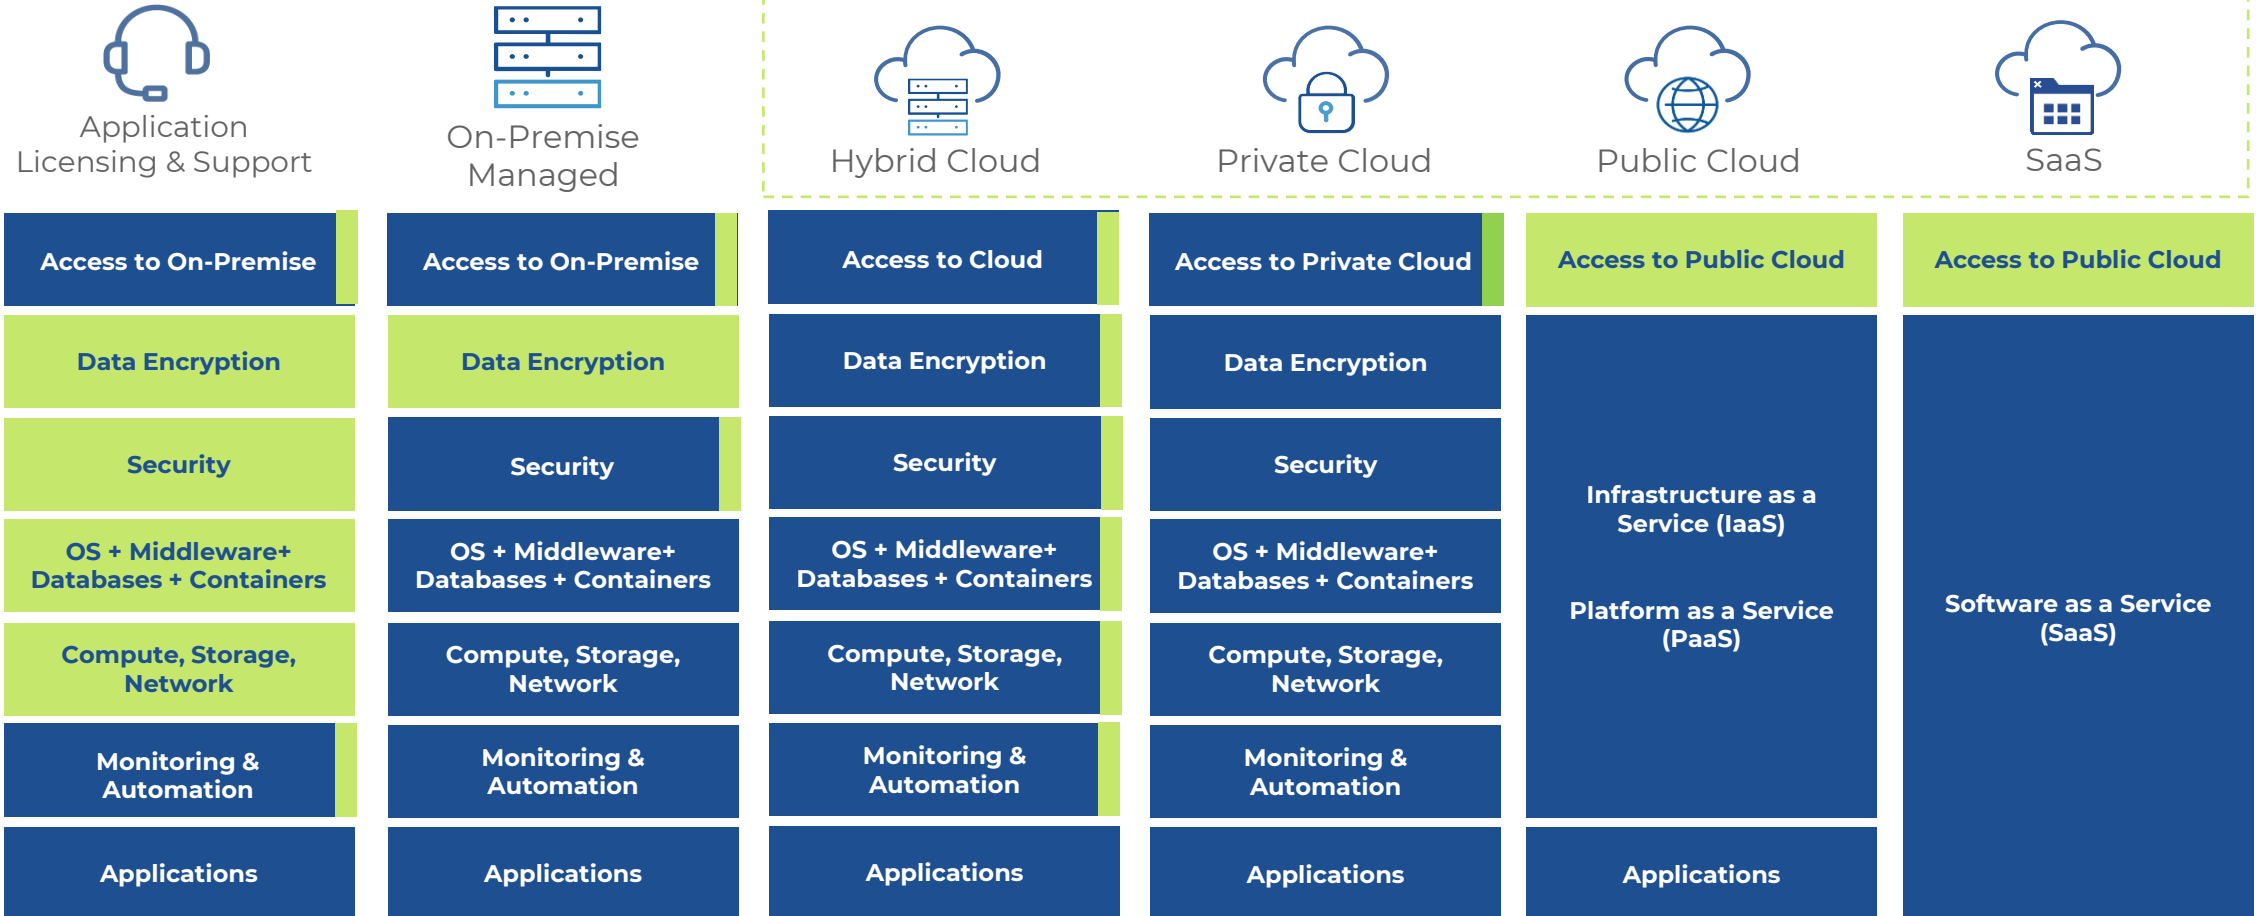 Application
Licensing & Support
On-Premise
Managed
Hybrid Cloud
Private Cloud
Public Cloud
SaaS
Access to On-Premise
Data Encryption
Security
OS + Middleware+
Databases + Containers
Compute, Storage,
Network
Monitoring &
Automation
Applications
Access to On-Premise
Data Encryption
Security
OS + Middleware+
Databases + Containers
Compute, Storage,
Network
Monitoring &
Automation
Applications
Access to Cloud
Data Encryption
Security
OS + Middleware+
Databases + Containers
Compute, Storage,
Network
Monitoring &
Automation
Applications
Access to Private Cloud
Data Encryption
Security
OS + Middleware+
Databases + Containers
Compute, Storage,
Network
Monitoring &
Automation
Applications
Access to Public Cloud
Infrastructure as a
Service (IaaS)
Platform as a Service
(PaaS)
Applications
Access to Public Cloud
Software as a Service
(SaaS)